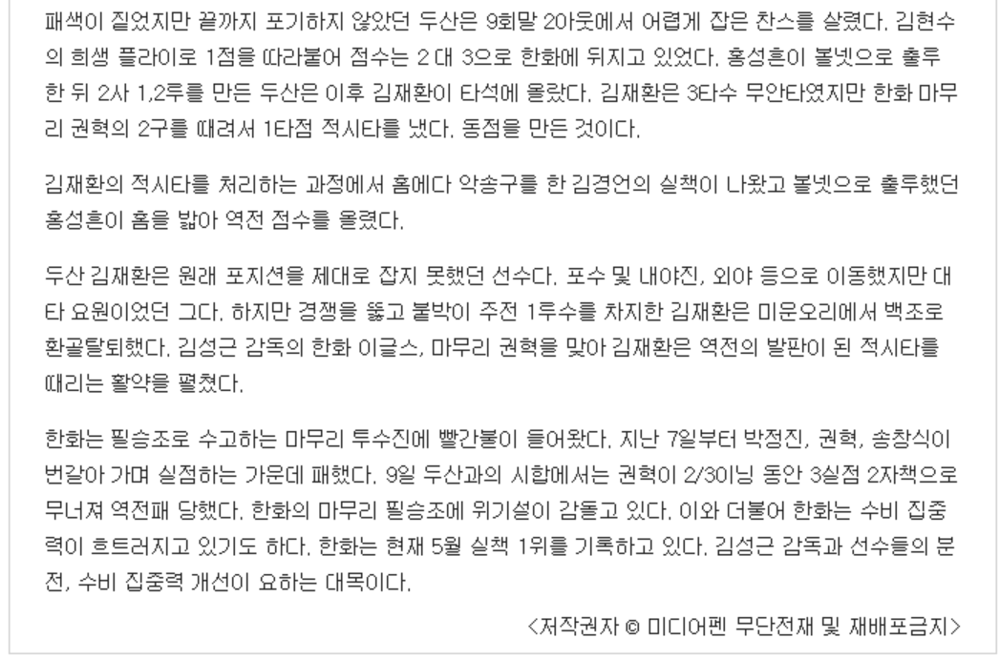 패색이 짙었지만 끝까지 포기하지 않았던 두산은 9회말 2아웃에서 어렵게 잡은 찬스를 살렸다. 김현수
의 희생 플라이로 1점을 따라붙어 점수는 2 대 3으로 한화에 뒤지고 있었다. 홍성흔이 볼넷으로 출루
한 뒤 2사 1,2루를 만든 두산은 이후 김재환이 타석에 올랐다. 김재환은 3타수 무안타였지만 한화 마무
리 권혁의 2구를 때려서 1타점 적시타를 냈다. 동점을 만든 것이다.
김재환의 적시타를 처리하는 과정에서 홈에다 악송구를 한 김경언의 실책이 나왔고 볼넷으로 출루했던
홍성흔이 홈을 밟아 역전 점수를 올렸다.
두산 김재환은 원래 포지션을 제대로 잡지 못했던 선수다. 포수 및 내야진, 외야 등으로 이동했지만 대
타 요원이었던 그다. 하지만 경쟁을 뚫고 붙박이 주전 1루수를 차지한 김재환은 미운오리에서 백조로
환골탈퇴했다. 김성근 감독의 한화 이글스, 마무리 권혁을 맞아 김재환은 역전의 발판이 된 적시타를
때리는 활약을 펼쳤다.
한화는 필승조로 수고하는 마무리 투수진에 빨간불이 들어왔다. 지난 7일부터 박정진, 권혁, 송창식이
번갈아 가며 실점하는 가운데 패했다. 9일 두산과의 시합에서는 권혁이 2/3이닝 동안 3실점 2자책으로
무너져 역전패 당했다. 한화의 마무리 필승조에 위기설이 감돌고 있다. 이와 더불어 한화는 수비 집중
력이 흐트러지고 있기도 하다. 한화는 현재 5월 실책 1위를 기록하고 있다. 김성근 감독과 선수들의 분
전, 수비 집중력 개선이 요하는 대목이다.
<저작권자 © 미디어펜 무단전재 및 재배포금지>